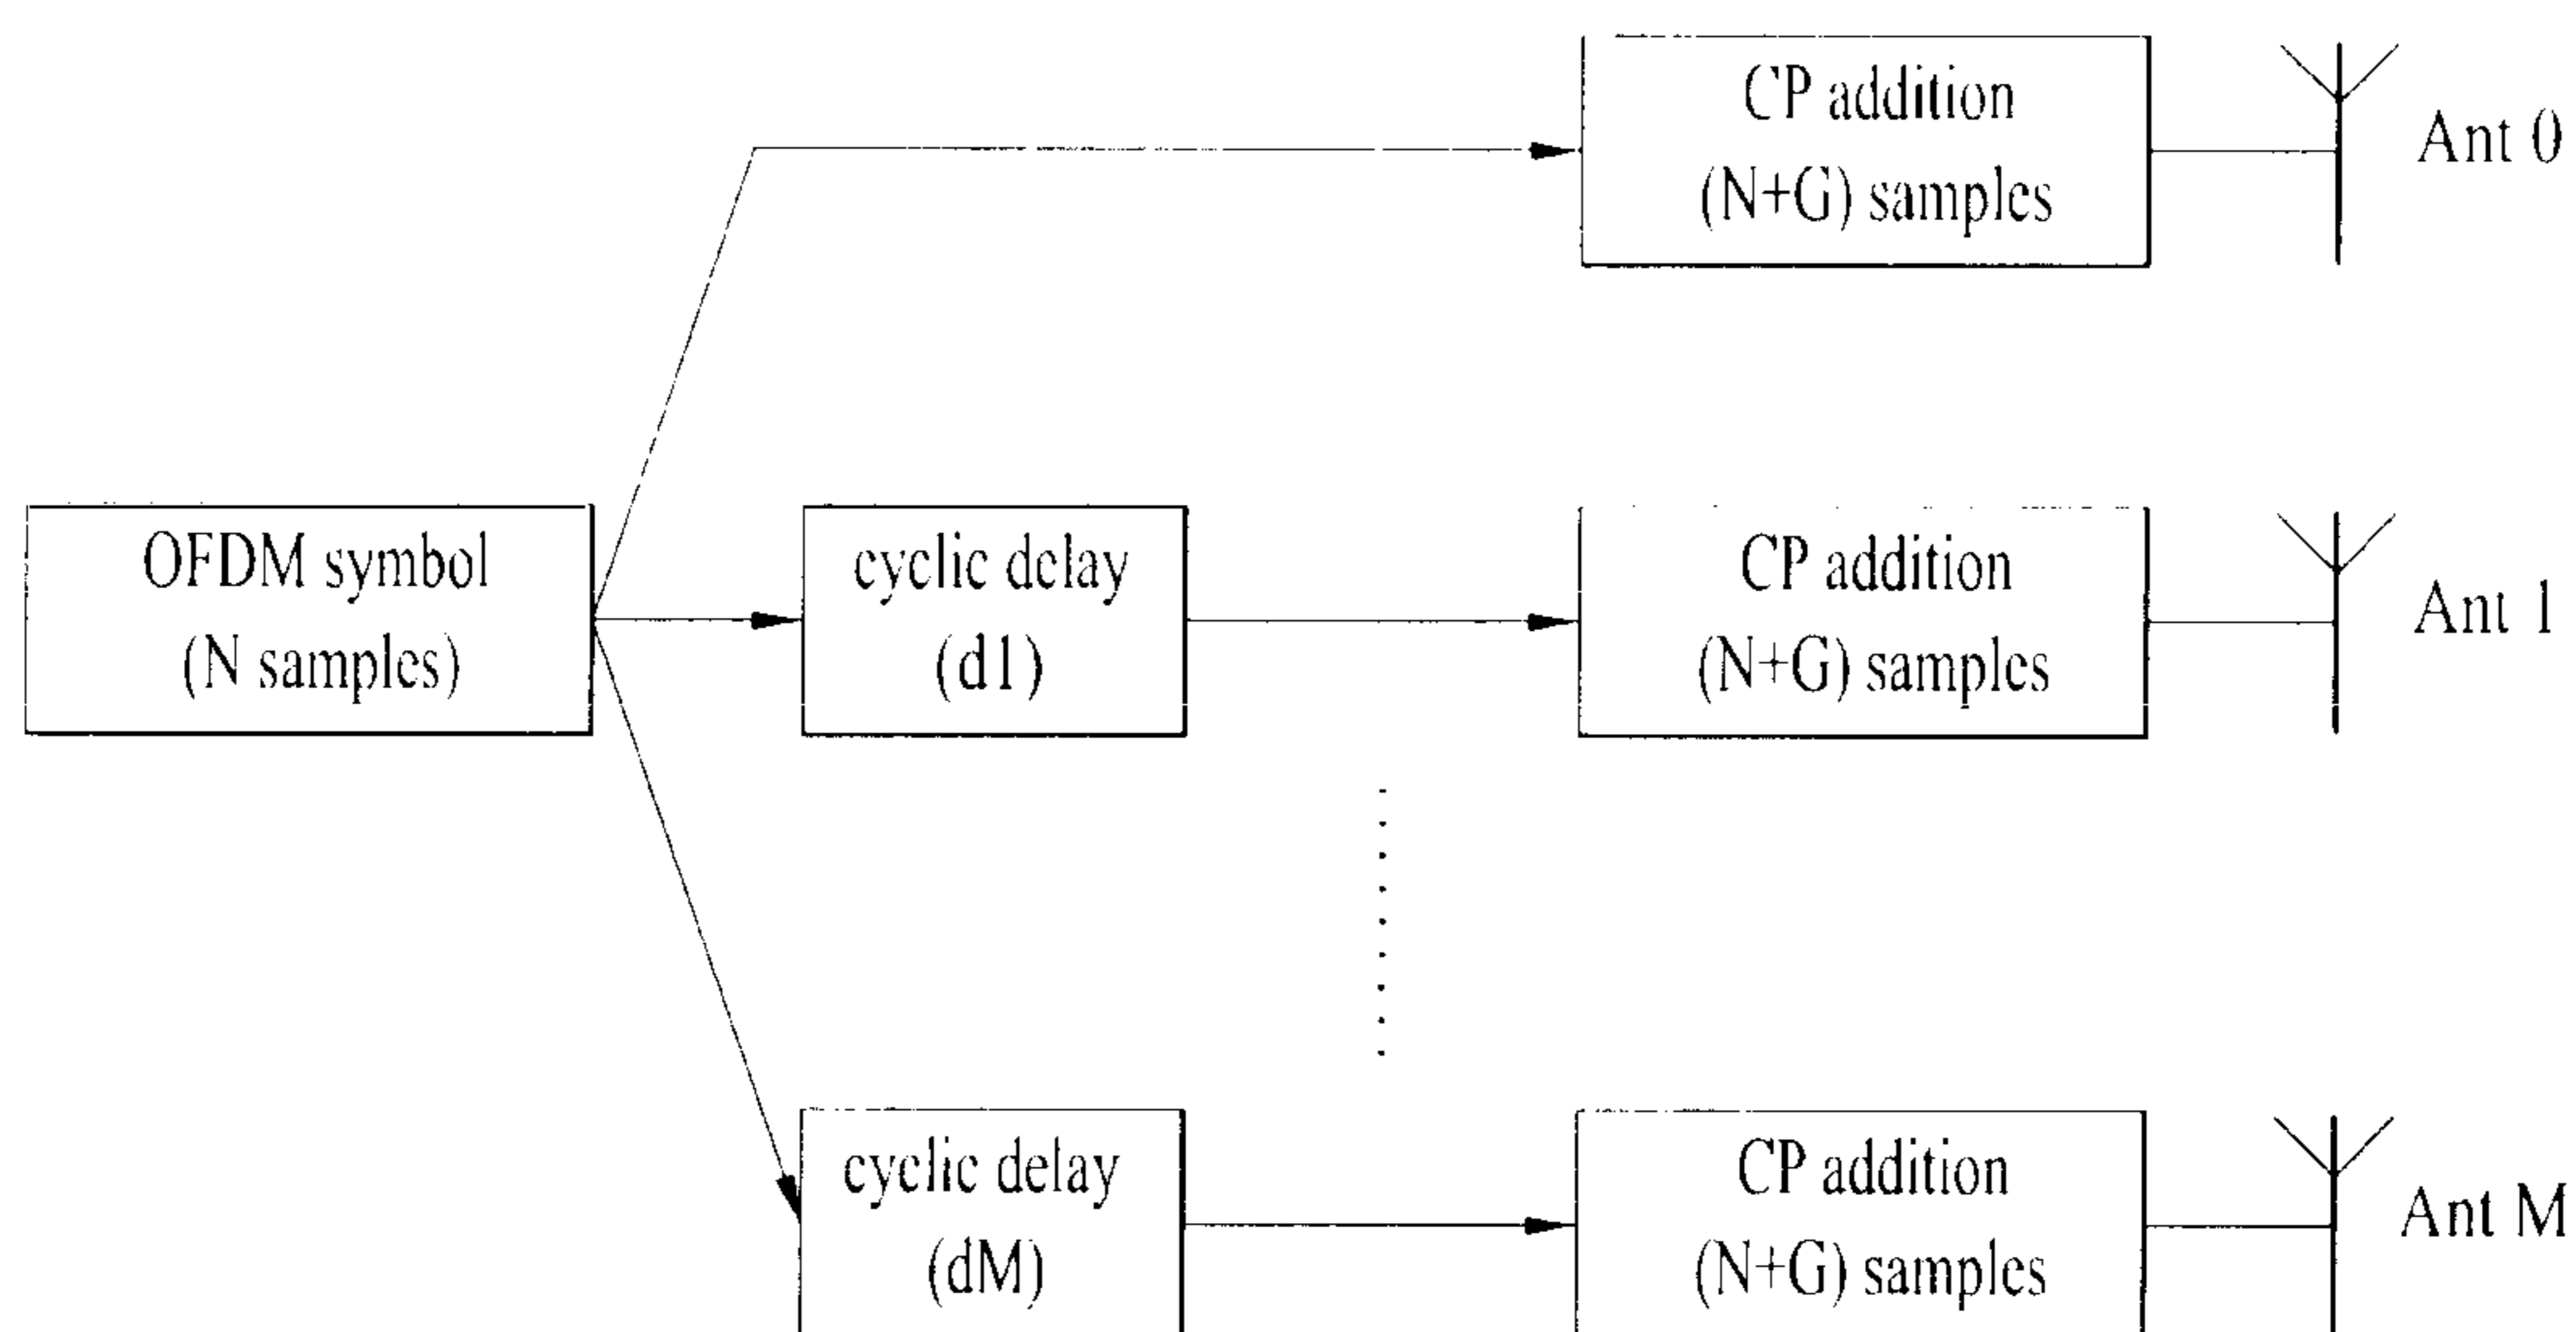 CP addition
(N+G) samples
Ant 0
OFDM symbol
(N samples)
cyclic delay
(d1)
CP addition
(N+G) samples
Ant 1
cyclic delay
(dM)
CP addition
(N+G) samples
Ant M